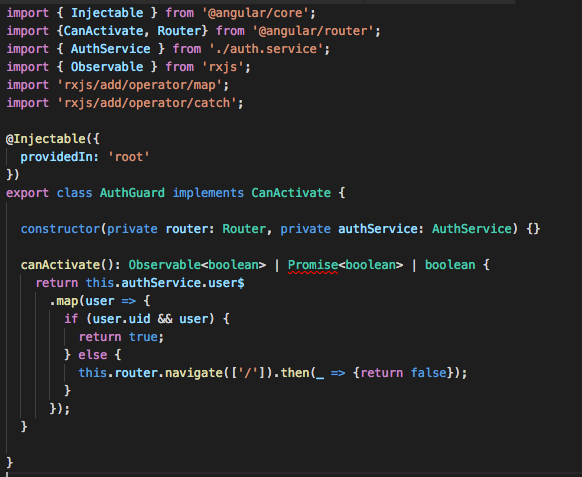 import { Injectable } from '@angular/core';
import {CanActivate, Router} from '@angular/router';
import { AuthService } from './auth.service';
import { Observable } from 'rxjs';
import 'rxjs/add/operator/map';
import 'rxjs/add/operator/catch';
@Injectable({
  providedIn: 'root'
})
export class AuthGuard implements CanActivate {
  constructor(private router: Router, private authService: AuthService) {}
  canActivate(): Observable<boolean> | Promise<boolean> | boolean {
    return this.authService.user$
      .map(user => {
        if (user.uid && user) {
          return true;
        } else {
          this.router.navigate(['/']).then(_ => {return false});
        }
      });
  }
}